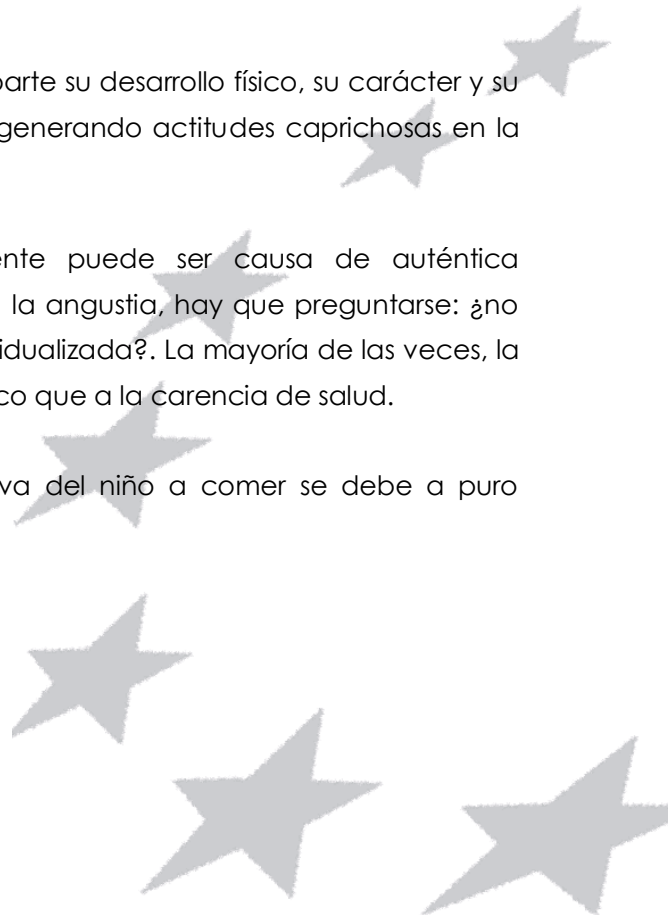 parte su desarrollo físico, su carácter y su
generando actitudes caprichosas en la
ente puede ser causa de auténtica
la angustia, hay que preguntarse: ¿no
idualizada?. La mayoría de las veces, la
co que a la carencia de salud.
va del niño a comer se debe a puro